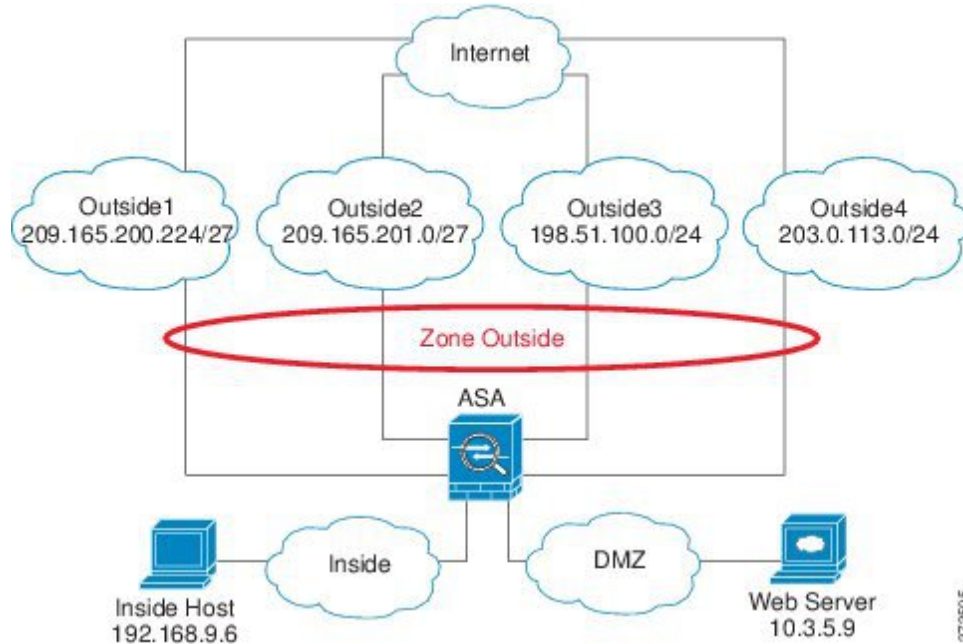 Internet
Outside1
209.165.200.224/27
Outside2
209.165.201.0/27
Outside3
198.51.100.0/24
Outside4
203.0.113.0/24
Zone Outside
ASA
Inside
DMZ
Inside Host
192.168.9.6
Web Server
10.3.5.9